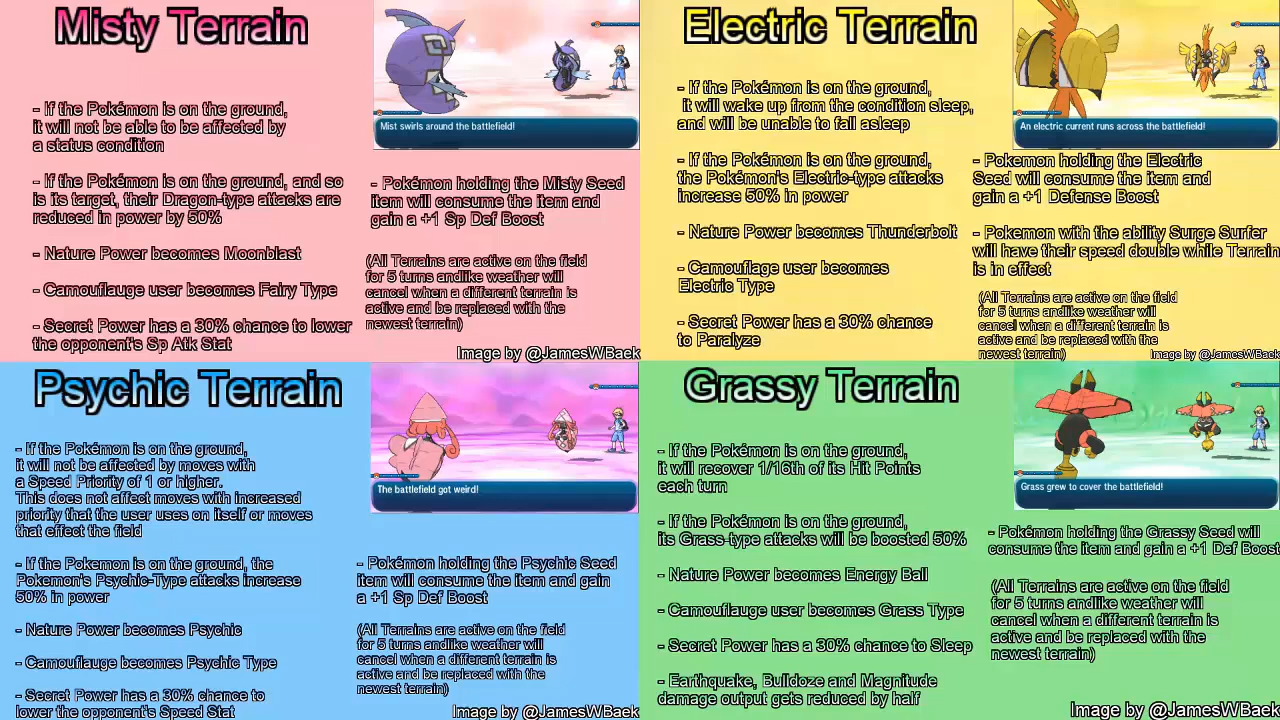 Misty Terrain
- If the Pokémon is on the ground,
it will not be able to be affected by
a status condition
- If the Pokémon is on the ground, and so
is its target, their Dragon-type attacks are
reduced in power by 50%
- Nature Power becomes Moonblast
- Camouflauge user becomes Fairy Type
- Secret Power has a 30% chance to lower
the opponent's Sp Atk Stat
Mist swirls around the battlefield!
- Pokémon holding the Misty Seed
item will consume the item and
gain a +1 Sp Def Boost
(All Terrains are active on the field
for 5 turns andlike weather will
cancel when a different terrain is
active and be replaced with the
newest terrain)
Image by @JamesWBaek
Electric Terrain
- If the Pokémon is on the ground,
it will wake up from the condition sleep,
and will be unable to fall asleep
- If the Pokémon is on the ground,
the Pokémon's Electric-type attacks
increase 50% in power
- Nature Power becomes Thunderbolt
- Camouflage user becomes
Electric Type
- Secret Power has a 30% chance
to Paralyze
An electric current runs across the battlefield!
- Pokemon holding the Electric
Seed will consume the item and
gain a +1 Defense Boost
- Pokemon with the ability Surge Surfer
will have their speed double while Terrain
is in effect
(All Terrains are active on the field
for 5 turns andlike weather will
cancel when a different terrain is
active and be replaced with the
newest terrain)
Image by @JamesWBaek
Psychic Terrain
- If the Pokémon is on the ground,
it will not be affected by moves with
a Speed Priority of 1 or higher.
This does not affect moves with increased
priority that the user uses on itself or moves
that effect the field
- If the Pokemon is on the ground, the
Pokemon's Psychic-Type attacks increase
50% in power
- Nature Power becomes Psychic
- Camouflauge becomes Psychic Type
- Secret Power has a 30% chance to
lower the opponent's Speed Stat
The battlefield got weird!
- Pokémon holding the Psychic Seed
item will consume the item and gain
a +1 Sp Def Boost
(All Terrains are active on the field
for 5 turns andlike weather will
cancel when a different terrain is
active and be replaced with the
newest terrain)
Image by @JamesWBaek
Grassy Terrain
- If the Pokémon is on the ground,
it will recover 1/16th of its Hit Points
each turn
- If the Pokémon is on the ground,
its Grass-type attacks will be boosted 50%
- Nature Power becomes Energy Ball
- Camouflauge user becomes Grass Type
- Secret Power has a 30% chance to Sleep
- Earthquake, Bulldoze and Magnitude
damage output gets reduced by half
Grass grew to cover the battlefield!
- Pokémon holding the Grassy Seed will
consume the item and gain a +1 Def Boost
(All Terrains are active on the field
for 5 turns andlike weather will
cancel when a different terrain is
active and be replaced with the
newest terrain)
Image by @JamesWBaek